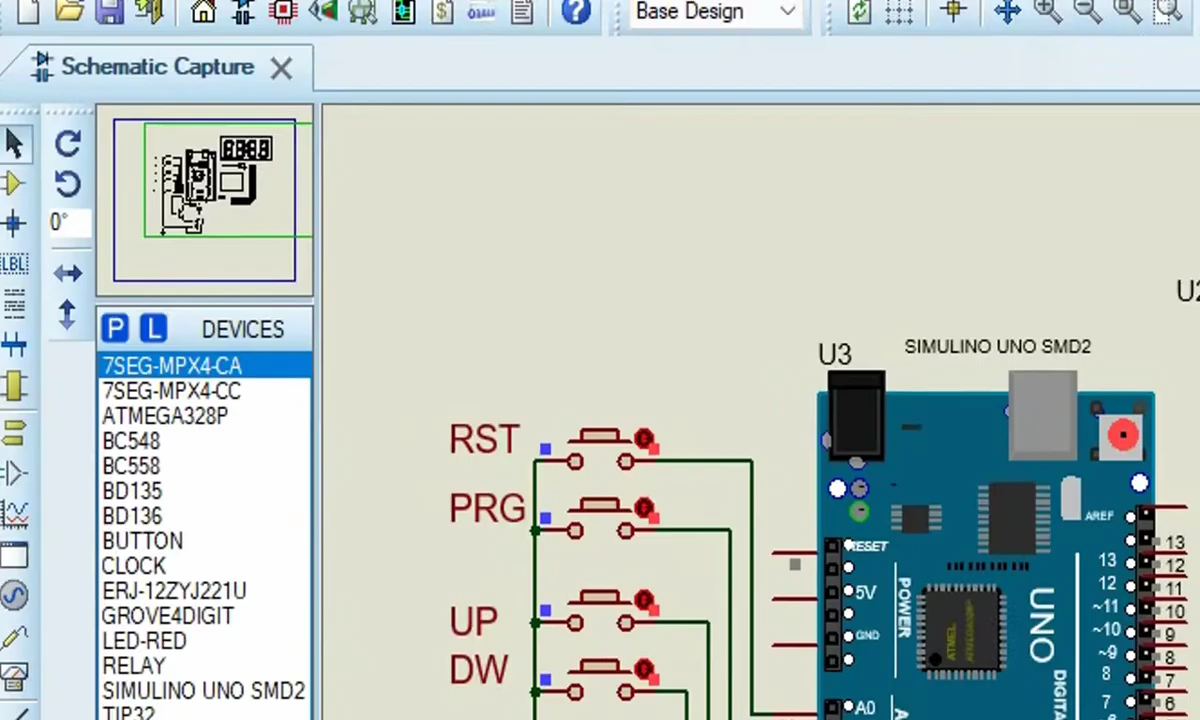 Base Design
Schematic Capture
0°
LBL
P L DEVICES
7SEG-MPX4-CA
7SEG-MPX4-CC
ATMEGA328P
BC548
BC558
BD135
BD136
BUTTON
CLOCK
ERJ-12ZYJ221U
GROVE4DIGIT
LED-RED
RELAY
SIMULINO UNO SMD2
TIP32
U3
SIMULINO UNO SMD2
RST
PRG
UP
DW
RESET
5V
GND
POWER
A0
ATMEL
UNO
AREF
13
12
~11
~10
~9
8
7
13
12
11
10
9
8
7
6